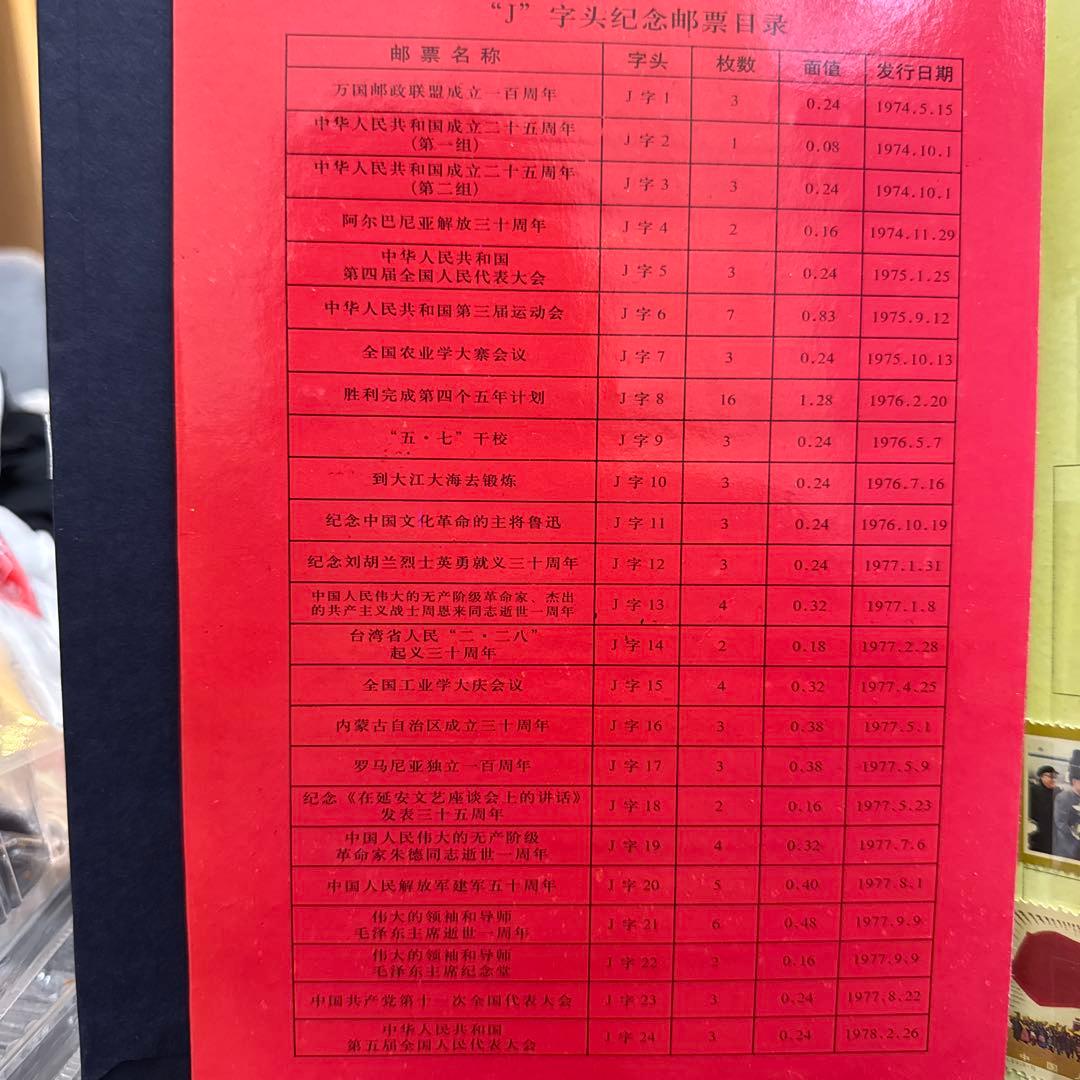 “J”字头纪念邮票目录
邮票名称 字头 枚数 面值 发行日期
万国邮政联盟成立一百周年 J字1 3 0.24 1974.5.15
中华人民共和国成立二十五周年
(第一组) J字2 1 0.08 1974.10.1
中华人民共和国成立二十五周年
(第二组) J字3 3 0.24 1974.10.1
阿尔巴尼亚解放三十周年 J字4 2 0.16 1974.11.29
中华人民共和国
第四届全国人民代表大会 J字5 3 0.24 1975.1.25
中华人民共和国第三届运动会 J字6 7 0.83 1975.9.12
全国农业学大寨会议 J字7 3 0.24 1975.10.13
胜利完成第四个五年计划 J字8 16 1.28 1976.2.20
“五·七”干校 J字9 3 0.24 1976.5.7
到大江大海去锻炼 J字10 3 0.24 1976.7.16
纪念中国文化革命的主将鲁迅 J字11 3 0.24 1976.10.19
纪念刘胡兰烈士英勇就义三十周年 J字12 3 0.24 1977.1.31
中国人民伟大的无产阶级革命家、杰出
的共产主义战士周恩来同志逝世一周年 J字13 4 0.32 1977.1.8
台湾省人民“二·二八”
起义三十周年 J字14 2 0.18 1977.2.28
全国工业学大庆会议 J字15 4 0.32 1977.4.25
内蒙古自治区成立三十周年 J字16 3 0.38 1977.5.1
罗马尼亚独立一百周年 J字17 3 0.38 1977.5.9
纪念《在延安文艺座谈会上的讲话》
发表三十五周年 J字18 2 0.16 1977.5.23
中国人民伟大的无产阶级
革命家朱德同志逝世一周年 J字19 4 0.32 1977.7.6
中国人民解放军建军五十周年 J字20 5 0.40 1977.8.1
伟大的领袖和导师
毛泽东主席逝世一周年 J字21 6 0.48 1977.9.9
伟大的领袖和导师
毛泽东主席纪念堂 J字22 2 0.16 1977.9.9
中国共产党第十一次全国代表大会 J字23 3 0.24 1977.8.22
中华人民共和国
第五届全国人民代表大会 J字24 3 0.24 1978.2.26
中国